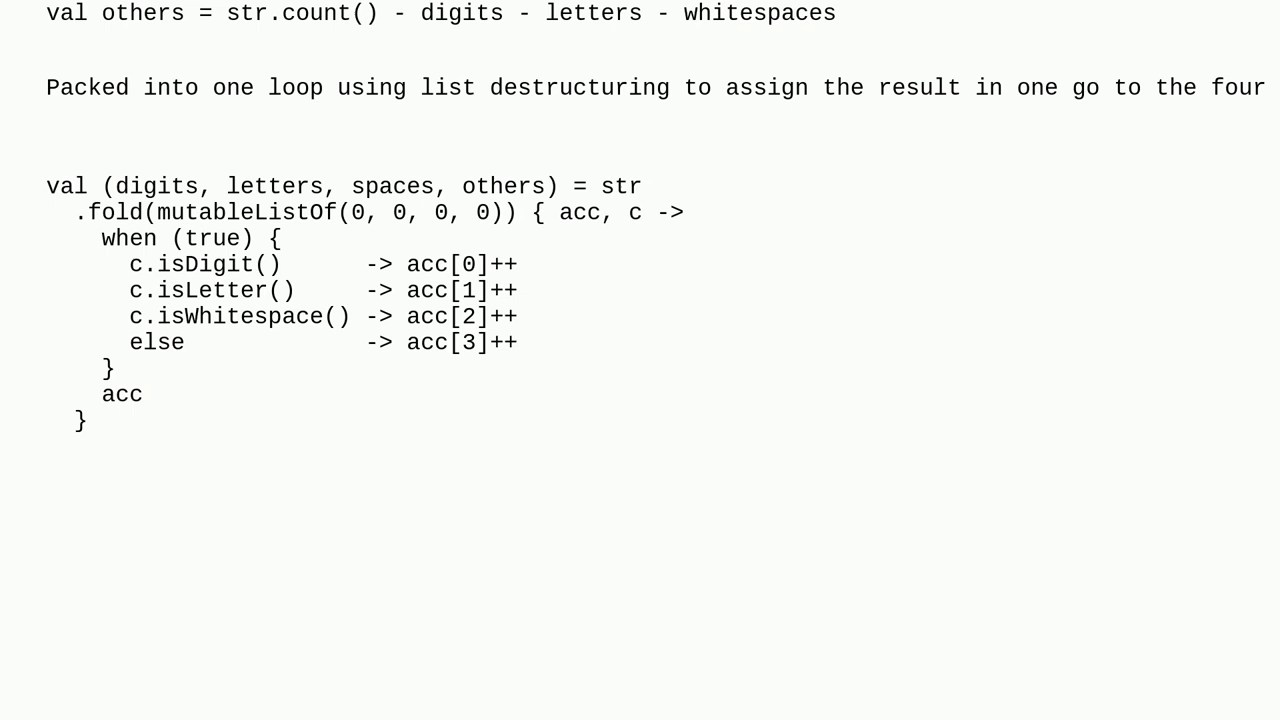 val others = str.count() - digits - letters - whitespaces
Packed into one loop using list destructuring to assign the result in one go to the four
val (digits, letters, spaces, others) = str
  .fold(mutableListOf(0, 0, 0, 0)) { acc, c ->
    when (true) {
      c.isDigit()      -> acc[0]++
      c.isLetter()     -> acc[1]++
      c.isWhitespace() -> acc[2]++
      else             -> acc[3]++
    }
    acc
  }